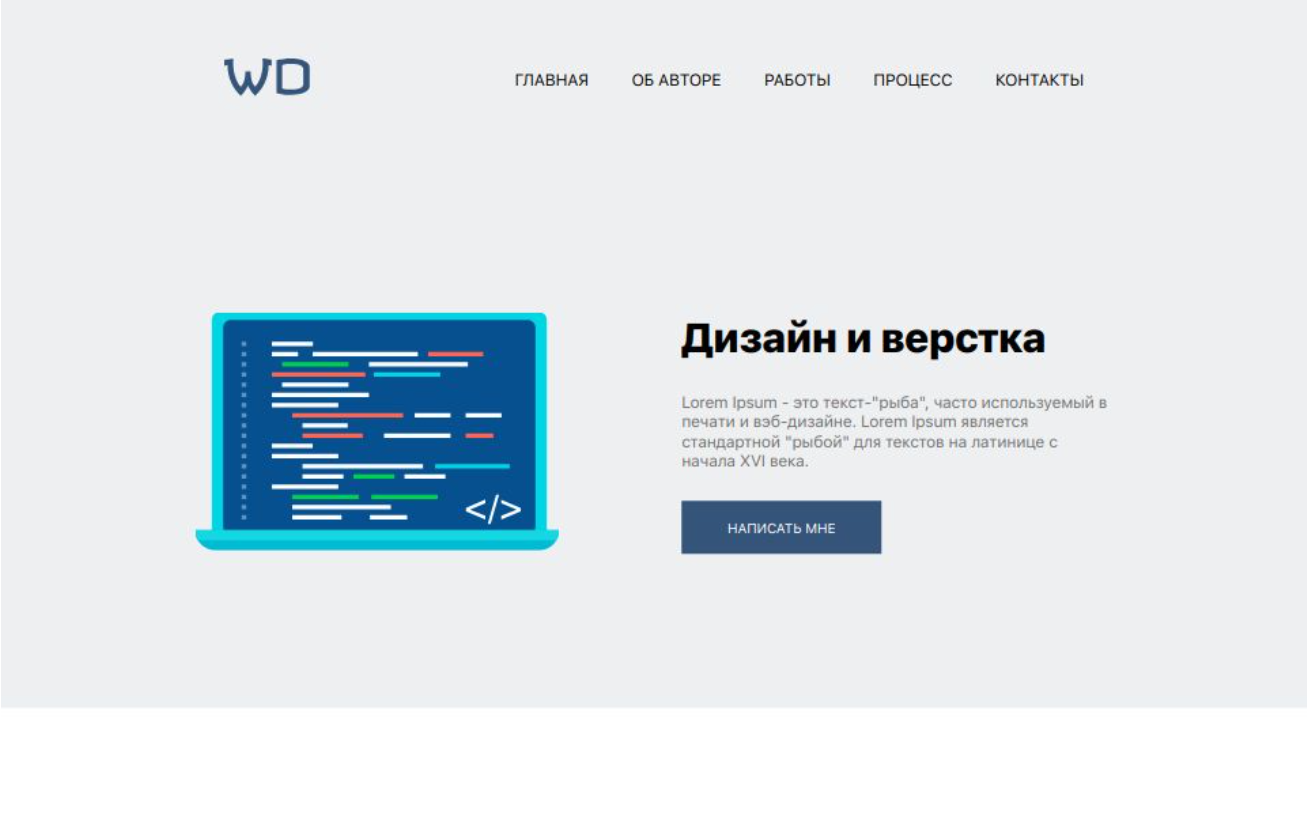 WD
ГЛАВНАЯ ОБ АВТОРЕ РАБОТЫ ПРОЦЕСС КОНТАКТЫ
</>
Дизайн и верстка
Lorem Ipsum - это текст-"рыба", часто используемый в
печати и вэб-дизайне. Lorem Ipsum является
стандартной "рыбой" для текстов на латинице с
начала XVI века.
НАПИСАТЬ МНЕ